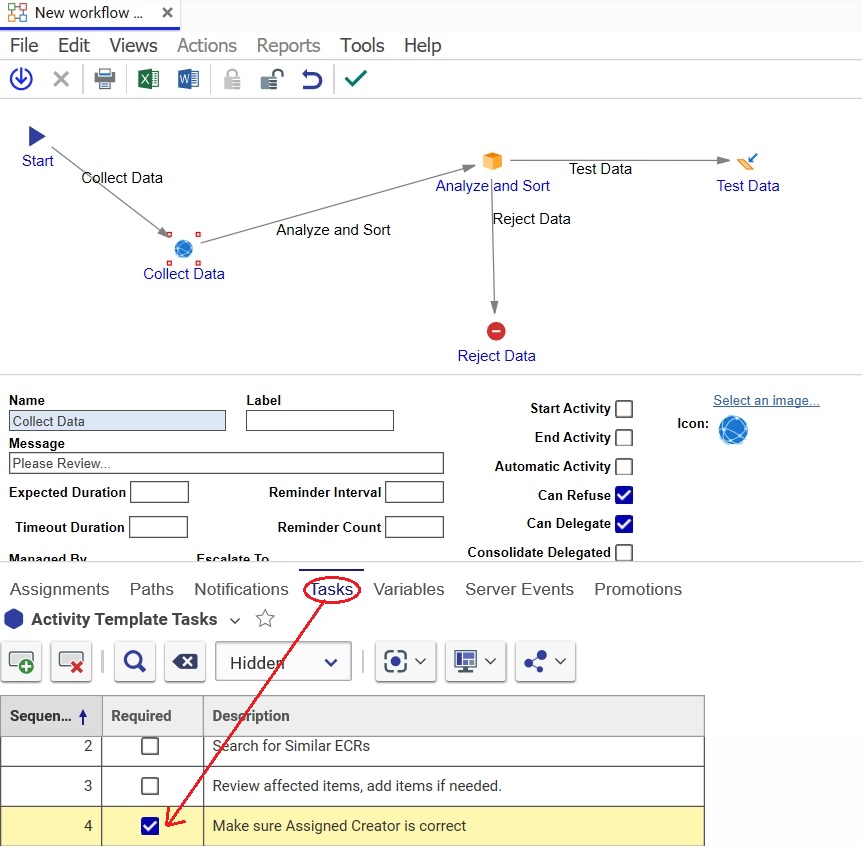 New workflow ...
File Edit Views Actions Reports Tools Help
Start
Collect Data
Analyze and Sort
Test Data
Test Data
Analyze and Sort
Reject Data
Collect Data
Reject Data
Name
Label
Collect Data
Message
Please Review...
Expected Duration
Reminder Interval
Timeout Duration
Reminder Count
Managed By
Escalate To
Start Activity
End Activity
Automatic Activity
Can Refuse
Can Delegate
Consolidate Delegated
Select an image...
Icon:
Assignments Paths Notifications Tasks Variables Server Events Promotions
Activity Template Tasks
Hidden
Sequen... Required Description
2 Search for Similar ECRs
3 Review affected items, add items if needed.
4 Make sure Assigned Creator is correct